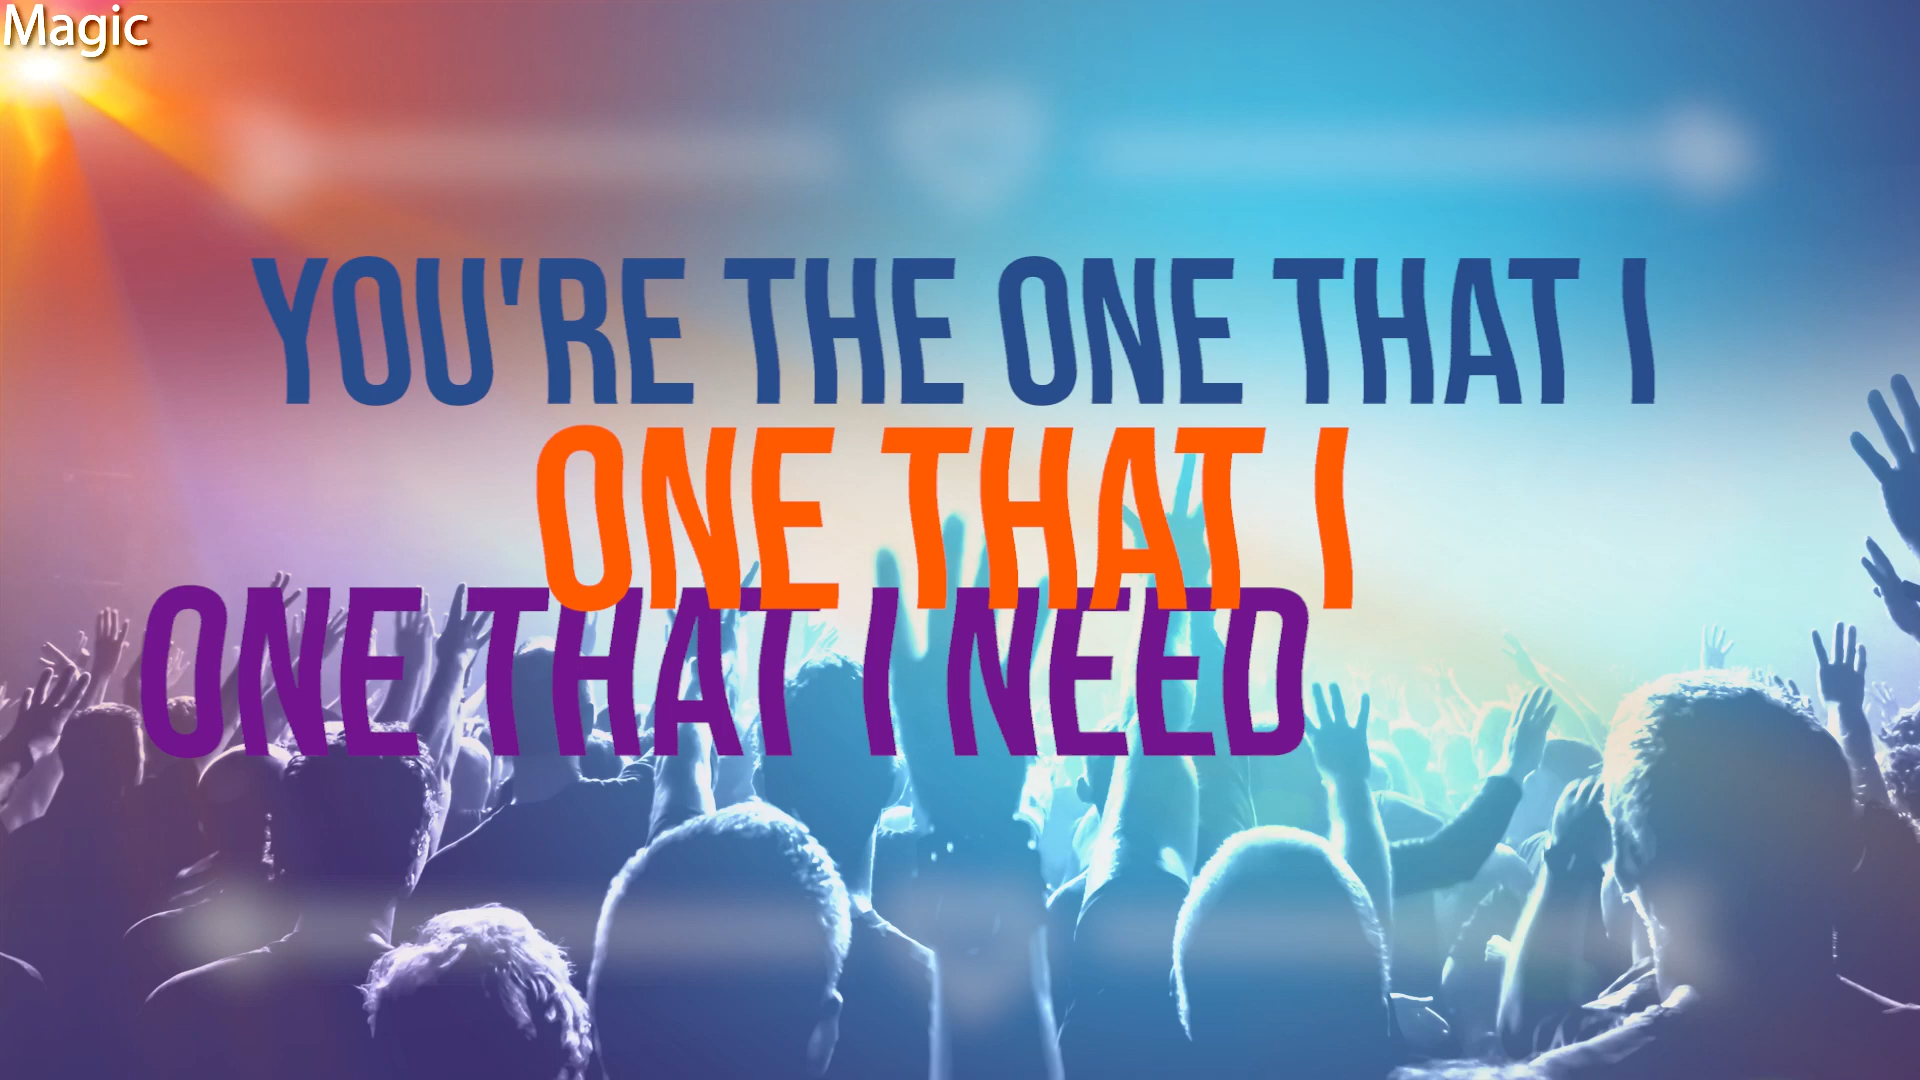 Magic
YOU'RE THE ONE THAT I
ONE THAT I
ONE THAT I NEED